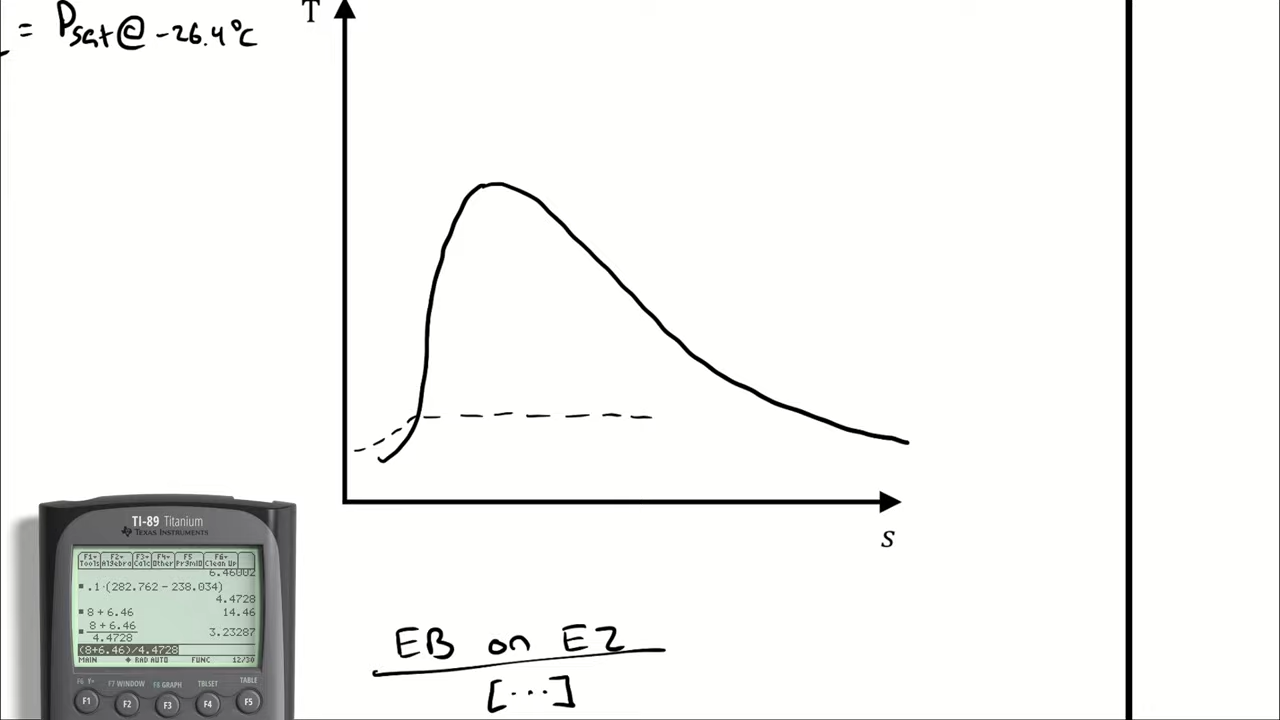 T
= Psat@ -26.4°C
s
TI-89 Titanium
TEXAS INSTRUMENTS
F1▾ F2▾ F3▾ F4▾ F5 F6▾
Tools Algebra Calc Other PrgmIO Clean Up
6.46002
▪ .1·(282.762 - 238.034)
4.4728
▪ 8 + 6.46 14.46
▪ 8 + 6.46
4.4728 3.23287
(8+6.46)/4.4728
MAIN ♦ RAD AUTO FUNC 12/30
F6 F7 WINDOW F8 GRAPH TBLSET TABLE
F1 F2 F3 F4 F5
EB on EZ
[...]